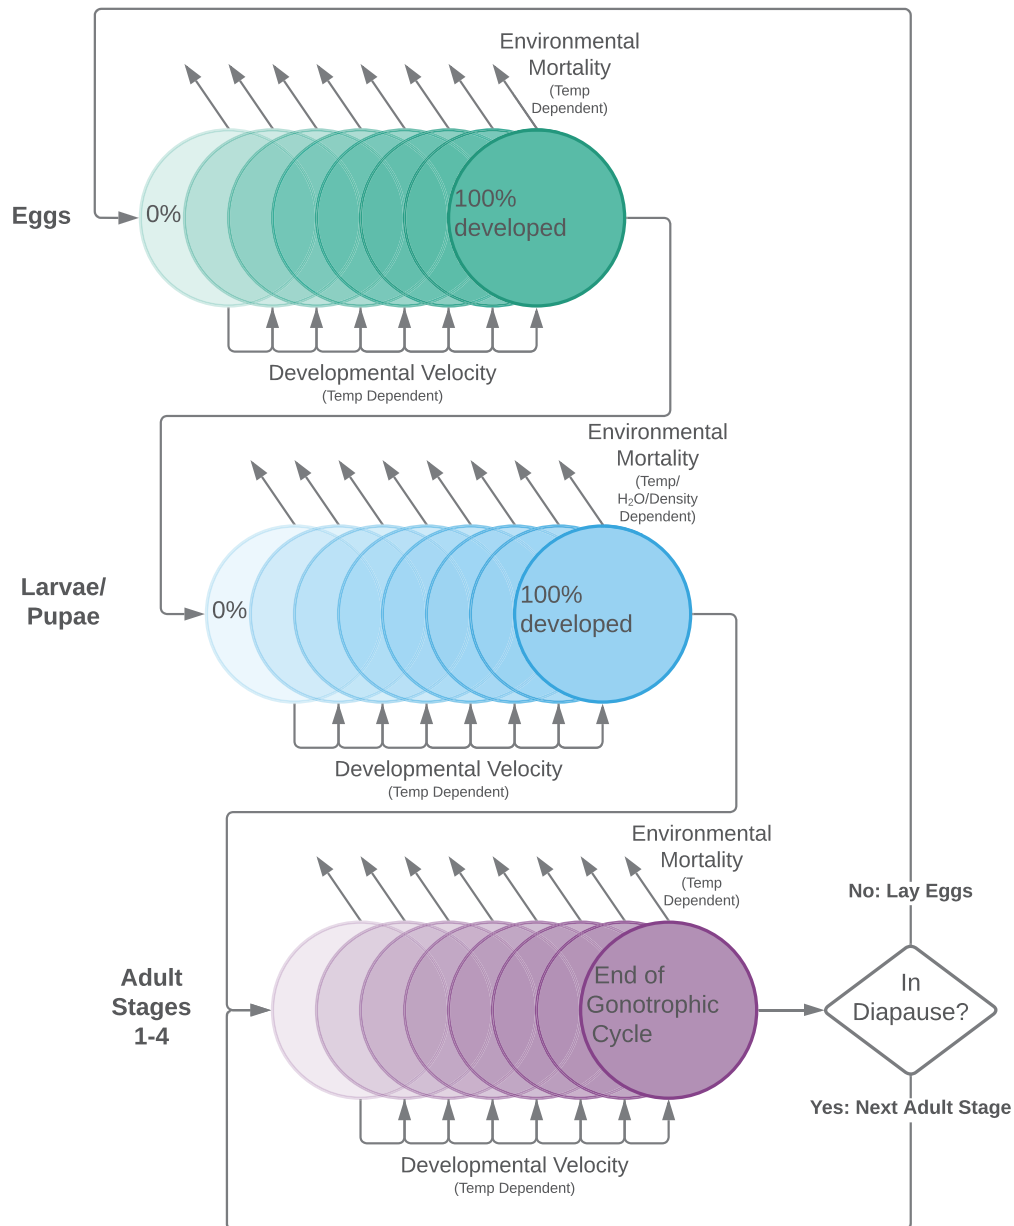 Environmental
Mortality
(Temp
Dependent)
Eggs
0%
100%
developed
Developmental Velocity
(Temp Dependent)
Environmental
Mortality
(Temp/
H₂O/Density
Dependent)
Larvae/
Pupae
0%
100%
developed
Developmental Velocity
(Temp Dependent)
Environmental
Mortality
(Temp
Dependent)
No: Lay Eggs
Adult
Stages
1-4
End of
Gonotrophic
Cycle
In
Diapause?
Yes: Next Adult Stage
Developmental Velocity
(Temp Dependent)